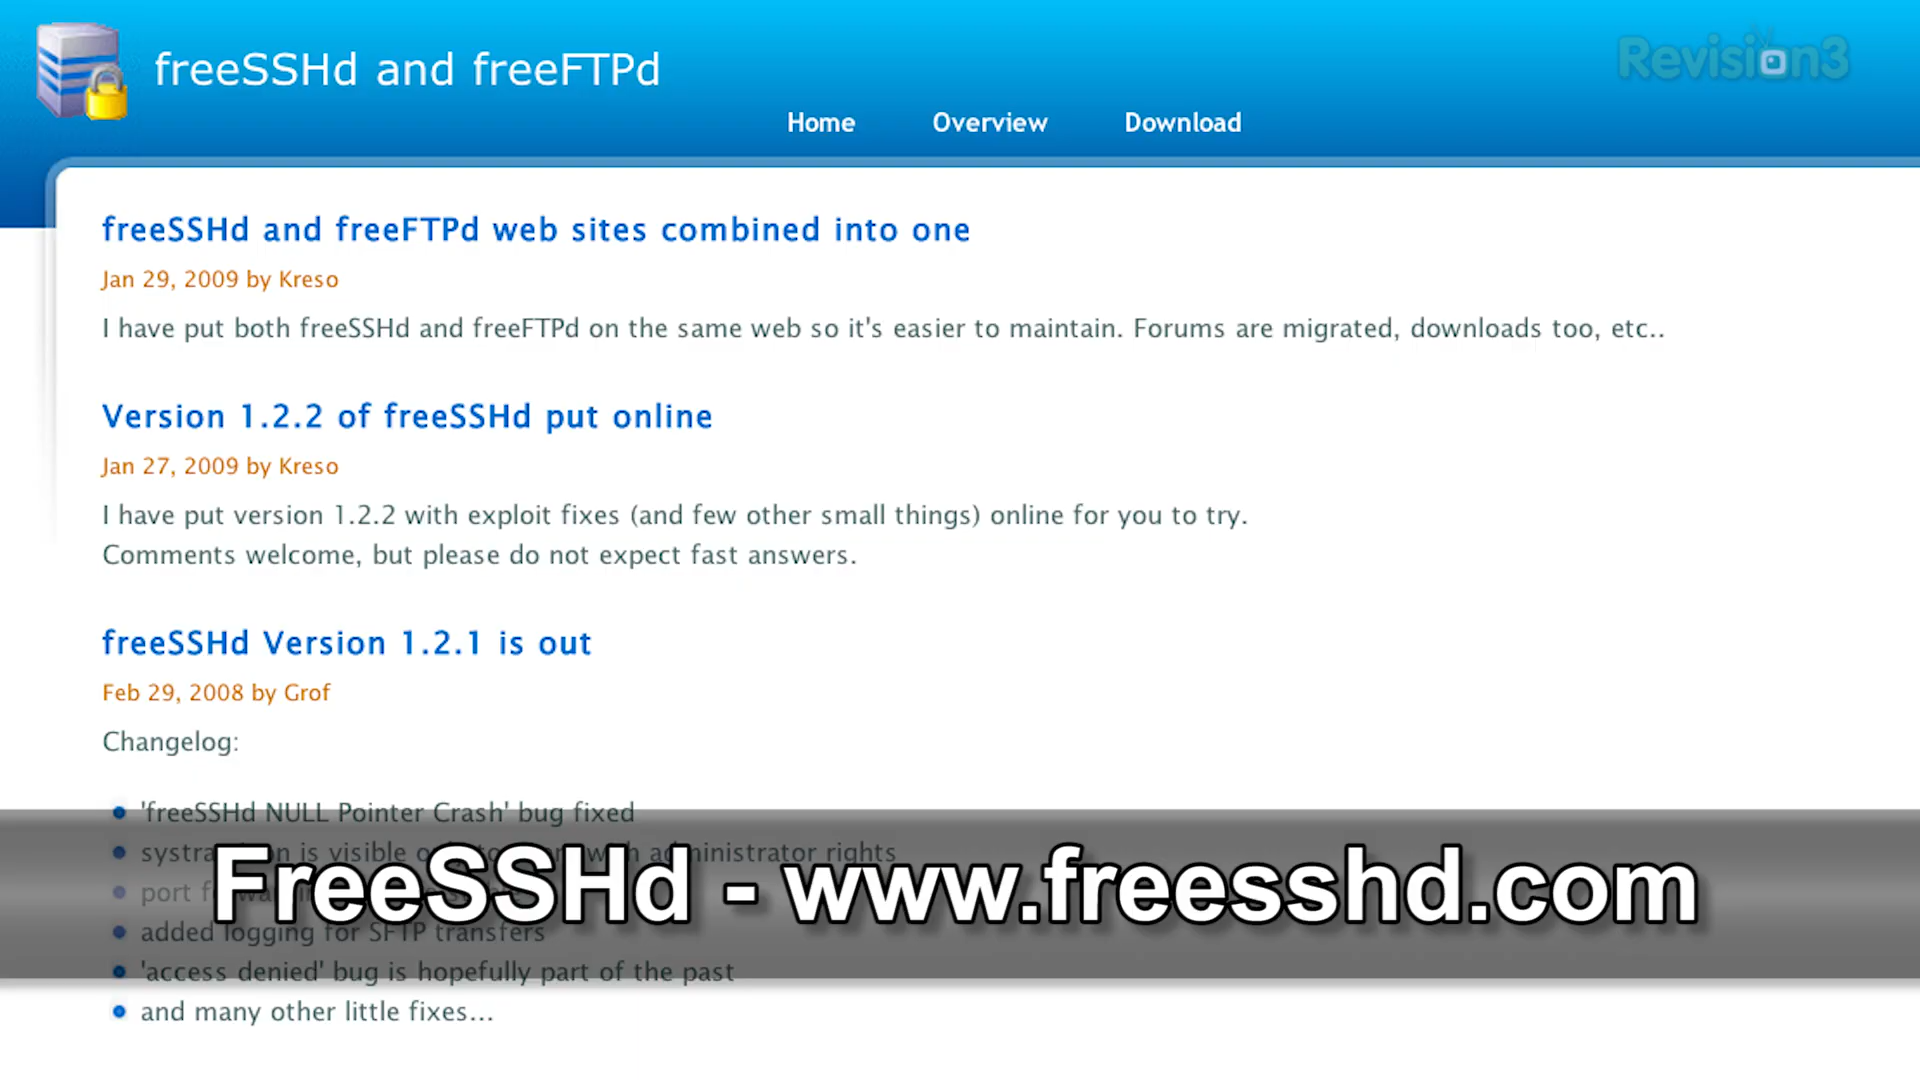 freeSSHd and freeFTPd
Revision3
Home Overview Download
freeSSHd and freeFTPd web sites combined into one
Jan 29, 2009 by Kreso
I have put both freeSSHd and freeFTPd on the same web so it's easier to maintain. Forums are migrated, downloads too, etc..
Version 1.2.2 of freeSSHd put online
Jan 27, 2009 by Kreso
I have put version 1.2.2 with exploit fixes (and few other small things) online for you to try.
Comments welcome, but please do not expect fast answers.
freeSSHd Version 1.2.1 is out
Feb 29, 2008 by Grof
Changelog:
'freeSSHd NULL Pointer Crash' bug fixed
is visible administrator rights
port
FreeSSHd - www.freesshd.com
added logging for SFTP transfers
'access denied' bug is hopefully part of the past
and many other little fixes...